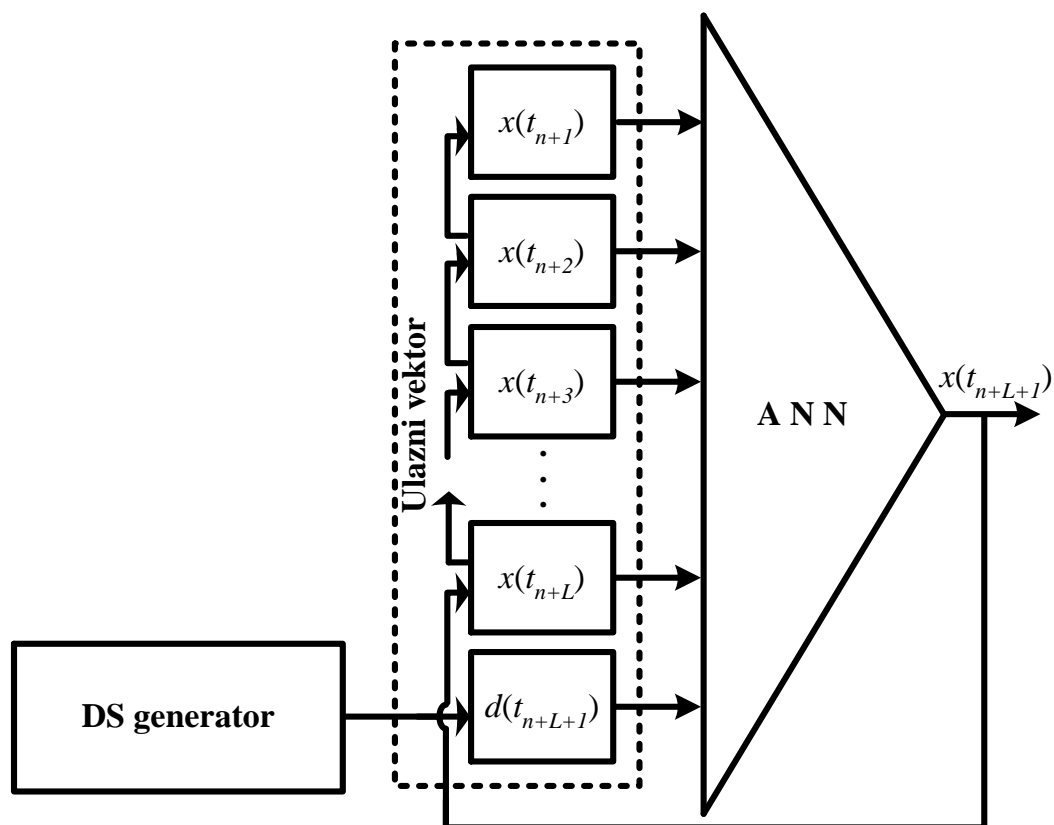 x(t_{n+1})
x(t_{n+2})
x(t_{n+3})
. . . .
x(t_{n+L})
d(t_{n+L+1})
Ulazni vektor
DS generator
A N N
x(t_{n+L+1})